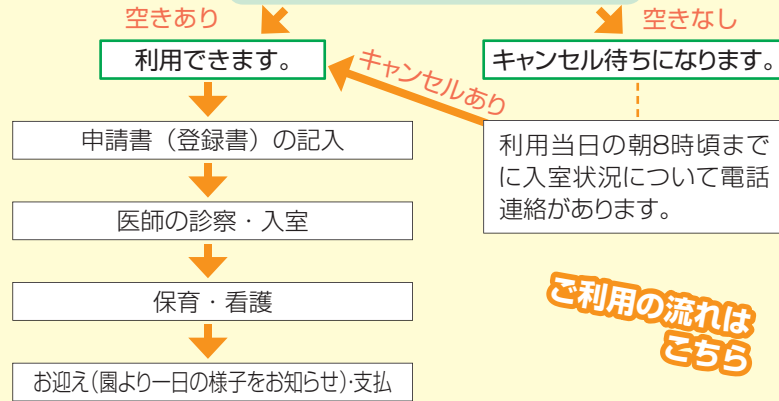 空きあり
空きなし
利用できます。
キャンセル待ちになります。
キャンセルあり
利用当日の朝8時頃まで
に入室状況について電話
連絡があります。
申請書（登録書）の記入
医師の診察・入室
保育・看護
お迎え(園より一日の様子をお知らせ)・支払
ご利用の流れは
こちら